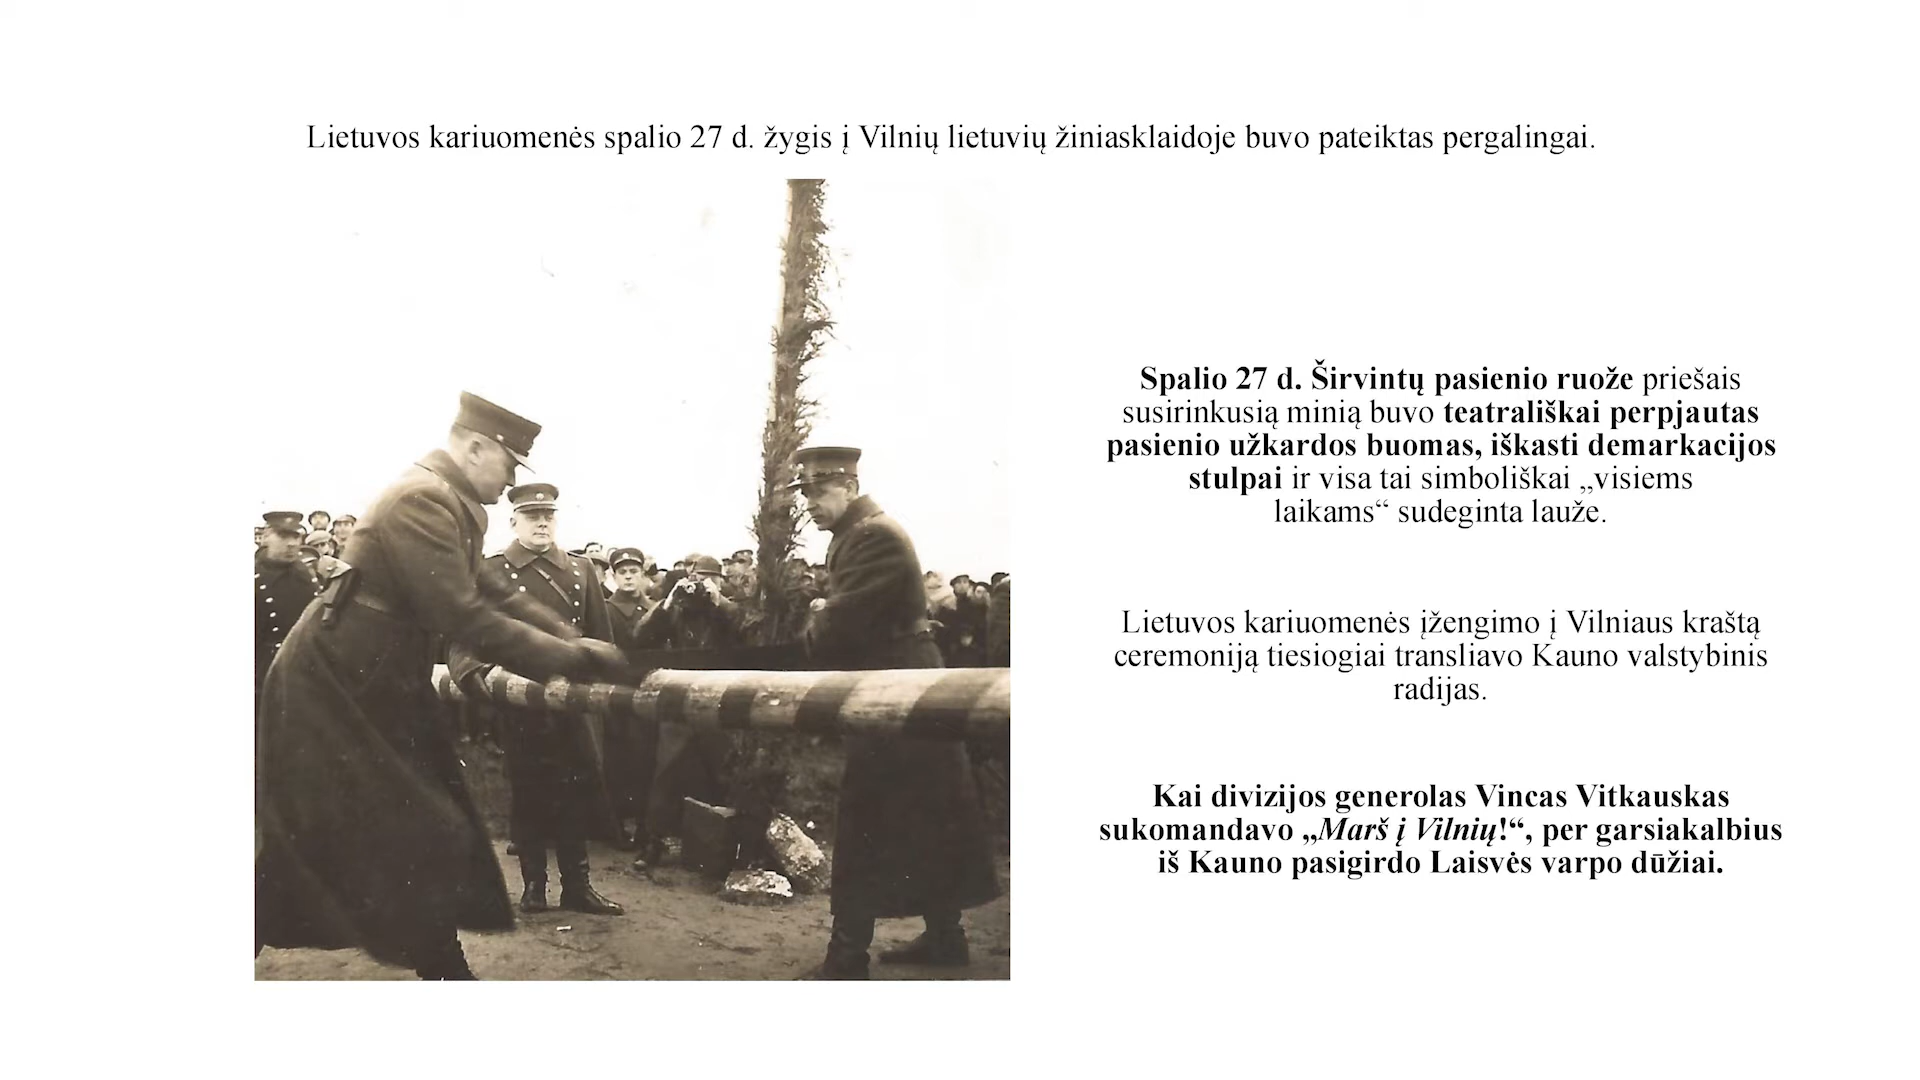 Lietuvos kariuomenės spalio 27 d. žygis į Vilnių lietuvių žiniasklaidoje buvo pateiktas pergalingai.
Spalio 27 d. Širvintų pasienio ruože priešais
susirinkusią minią buvo teatrališkai perpjautas
pasienio užkardos buomas, iškasti demarkacijos
stulpai ir visa tai simboliškai „visiems
laikams“ sudeginta lauže.
Lietuvos kariuomenės įžengimo į Vilniaus kraštą
ceremoniją tiesiogiai transliavo Kauno valstybinis
radijas.
Kai divizijos generolas Vincas Vitkauskas
sukomandavo „Marš į Vilnių!“, per garsiakalbius
iš Kauno pasigirdo Laisvės varpo dūžiai.